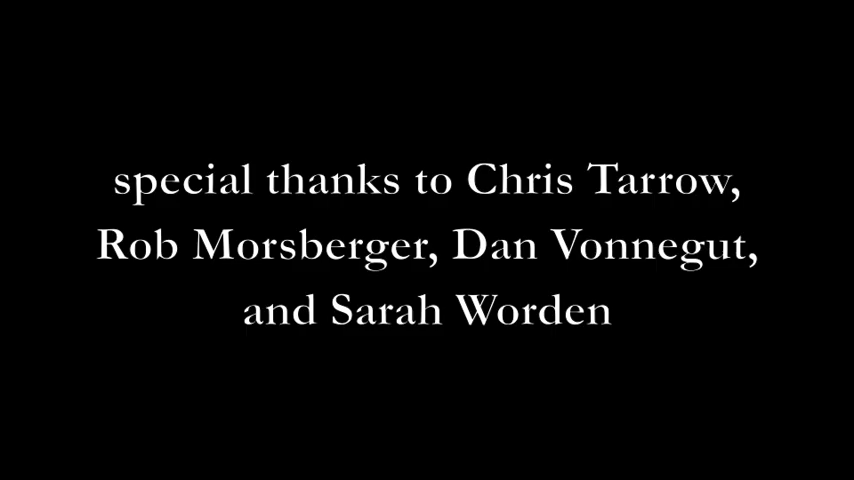 special thanks to Chris Tarrow,
Rob Morsberger, Dan Vonnegut,
and Sarah Worden